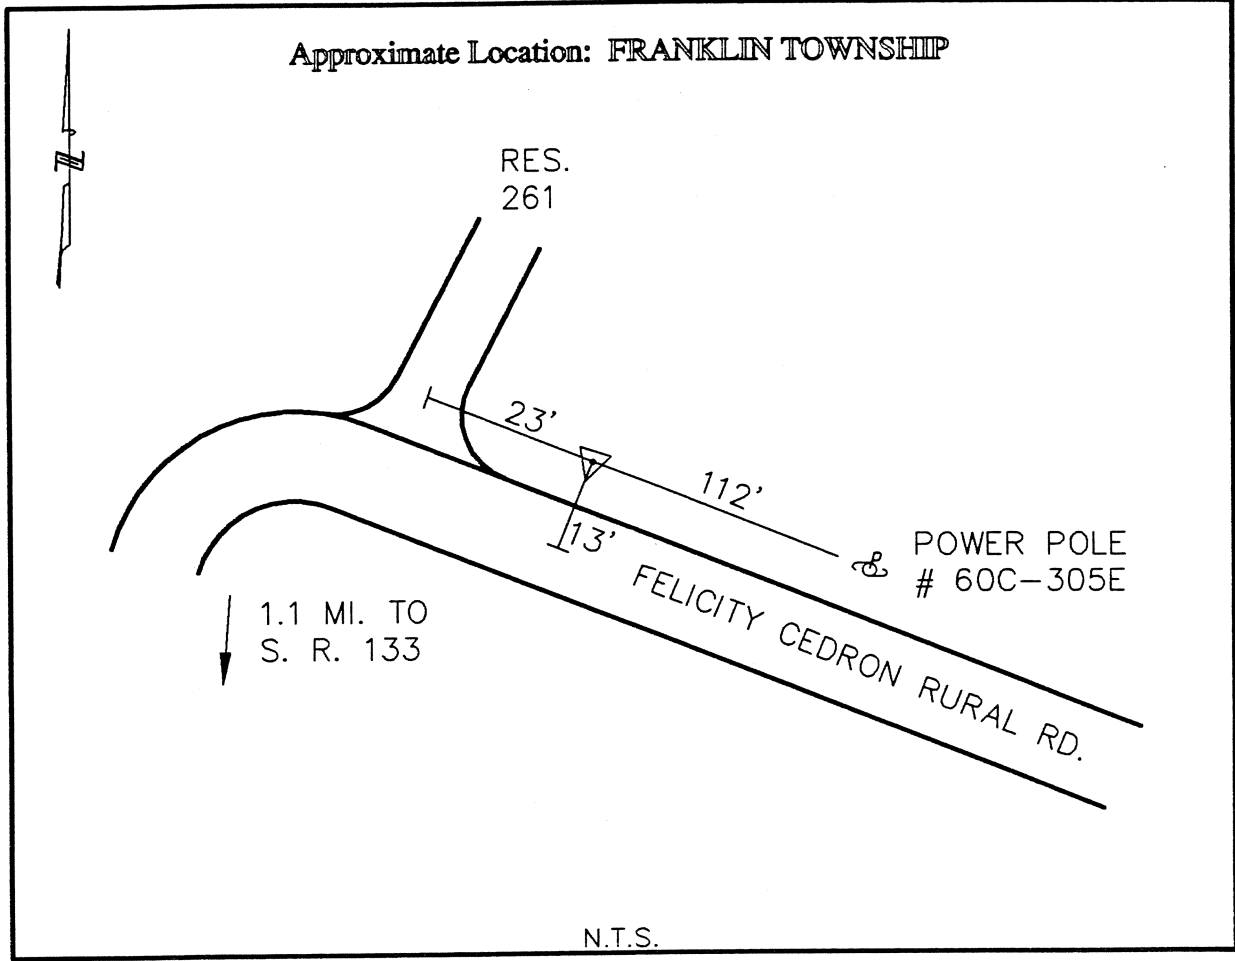 Approximate Location: FRANKLIN TOWNSHIP
N
RES.
261
23'
112'
13'
POWER POLE
# 60C-305E
FELICITY CEDRON RURAL RD.
1.1 MI. TO
S. R. 133
N.T.S.